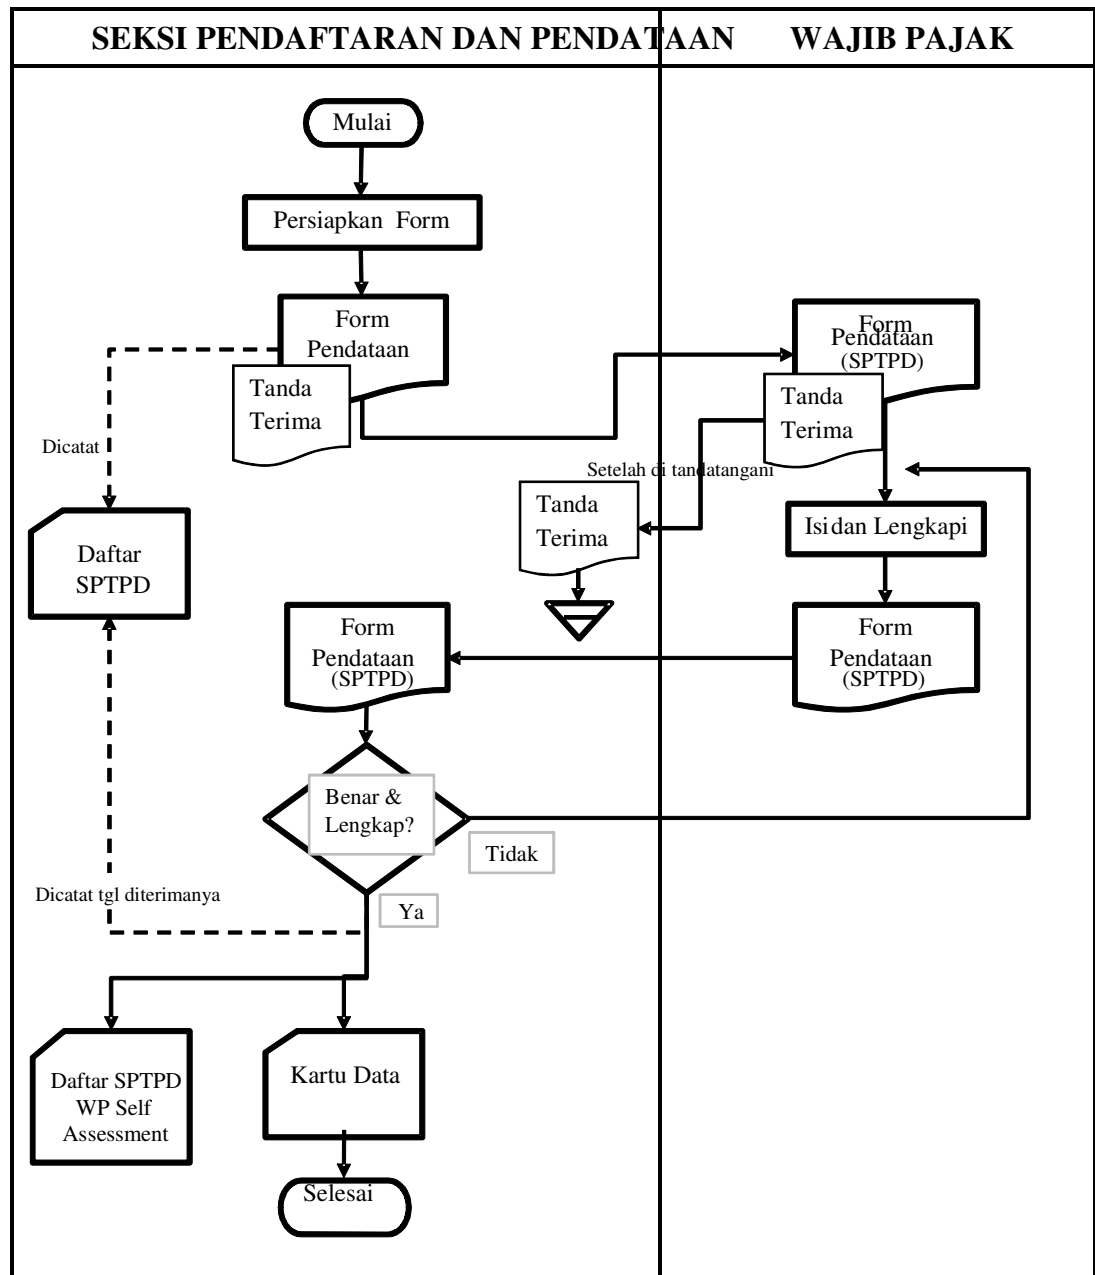 SEKSI PENDAFTARAN DAN PENDATAAN
WAJIB PAJAK
Mulai
Persiapkan Form
Form
Pendataan
Tanda
Terima
Form
Pendataan
(SPTPD)
Tanda
Terima
Dicatat
Setelah di tandatangani
Tanda
Terima
Isi dan Lengkapi
Daftar
SPTPD
Form
Pendataan
(SPTPD)
Form
Pendataan
(SPTPD)
Benar &
Lengkap?
Tidak
Dicatat tgl diterimanya
Ya
Daftar SPTPD
WP Self
Assessment
Kartu Data
Selesai